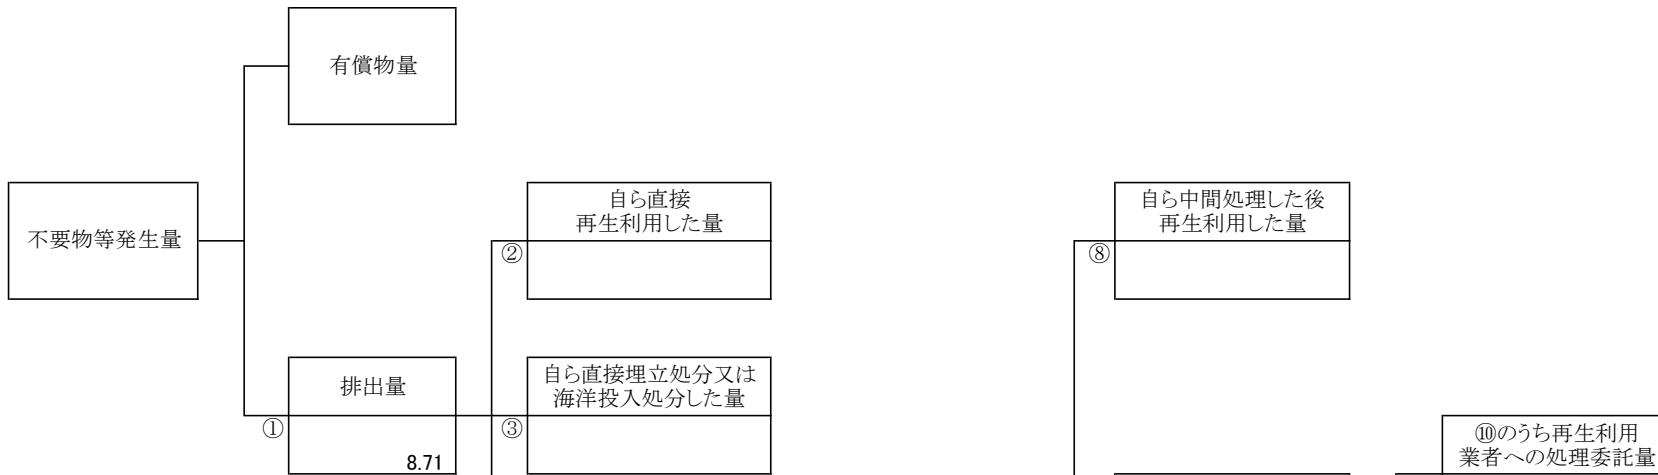 有償物量
不要物等発生量
自ら直接
再生利用した量
②
自ら中間処理した後
再生利用した量
⑧
排出量
①
8.71
自ら直接埋立処分又は
海洋投入処分した量
③
⑩のうち再生利用
業者への処理委託量